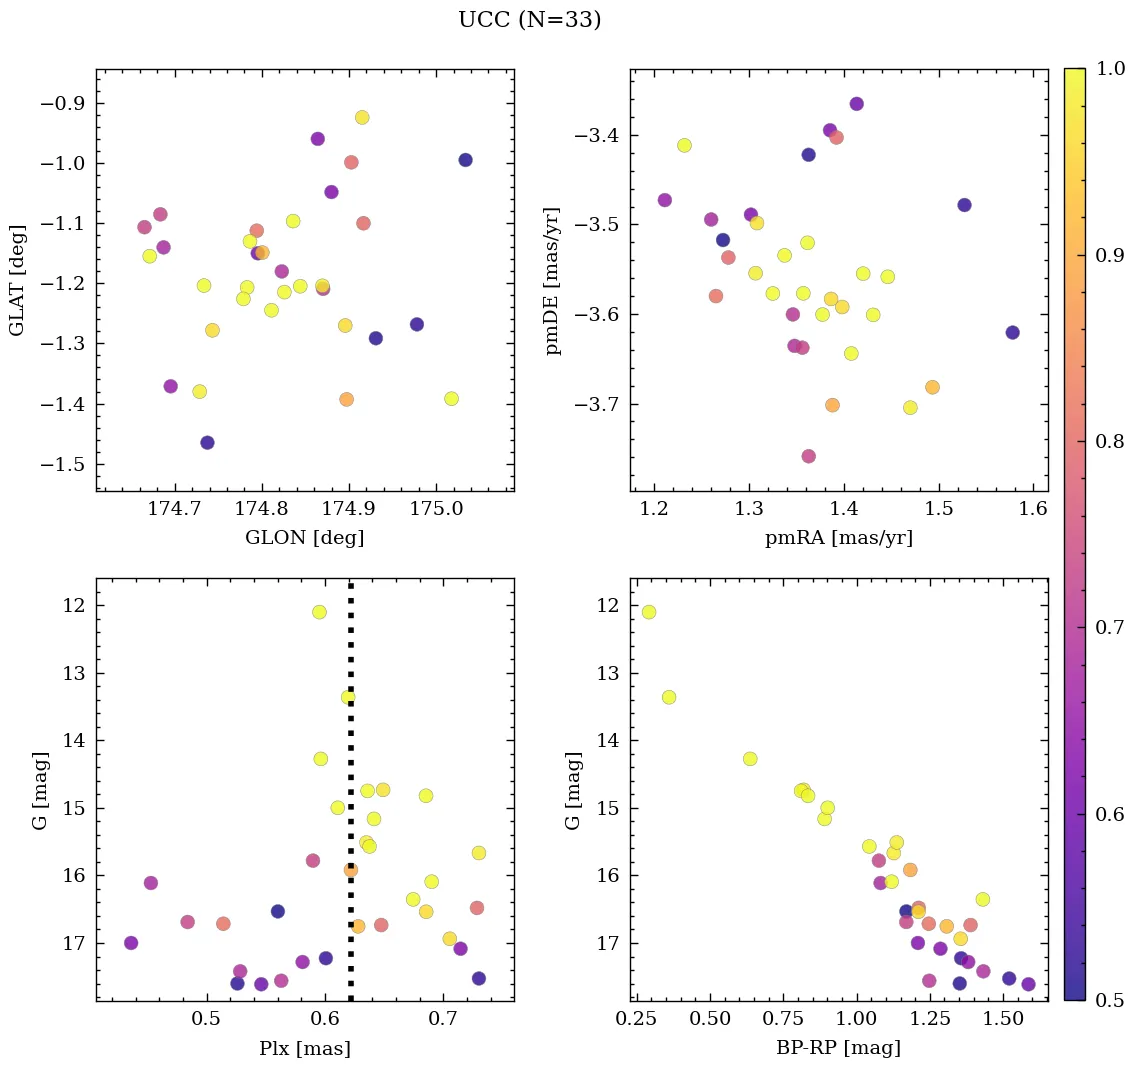 UCC (N=33)
−0.9
−1.0
−1.1
−1.2
−1.3
−1.4
−1.5
GLAT [deg]
174.7 174.8 174.9 175.0
GLON [deg]
−3.4
−3.5
−3.6
−3.7
pmDE [mas/yr]
1.2 1.3 1.4 1.5 1.6
pmRA [mas/yr]
12
13
14
15
16
17
G [mag]
0.5 0.6 0.7
Plx [mas]
12
13
14
15
16
17
G [mag]
0.25 0.50 0.75 1.00 1.25 1.50
BP-RP [mag]
1.0
0.9
0.8
0.7
0.6
0.5